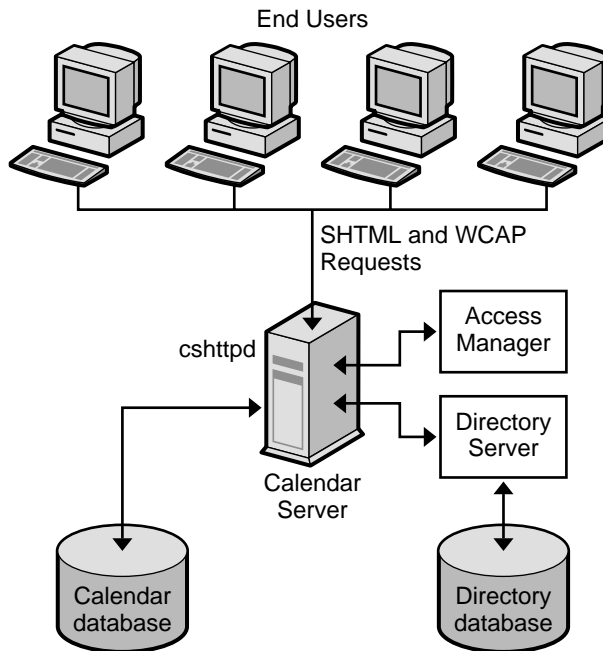 End Users
SHTML and WCAP
Requests
cshttpd
Access
Manager
Directory
Server
Calendar
Server
Calendar
database
Directory
database